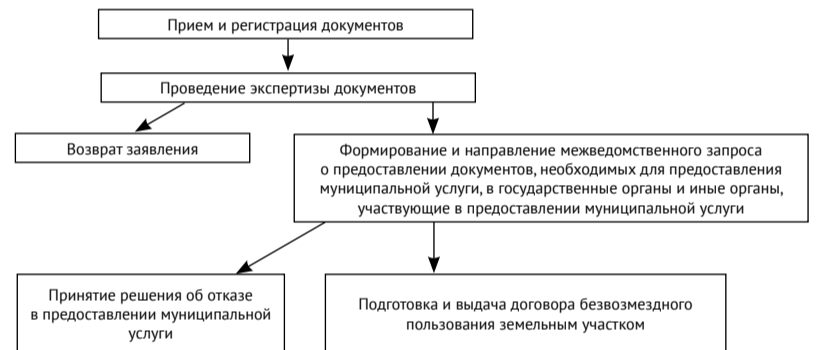 Прием и регистрация документов
Проведение экспертизы документов
Возврат заявления
Формирование и направление межведомственного запроса
о предоставлении документов, необходимых для предоставления
муниципальной услуги, в государственные органы и иные органы,
участвующие в предоставлении муниципальной услуги
Принятие решения об отказе
в предоставлении муниципальной
услуги
Подготовка и выдача договора безвозмездного
пользования земельным участком